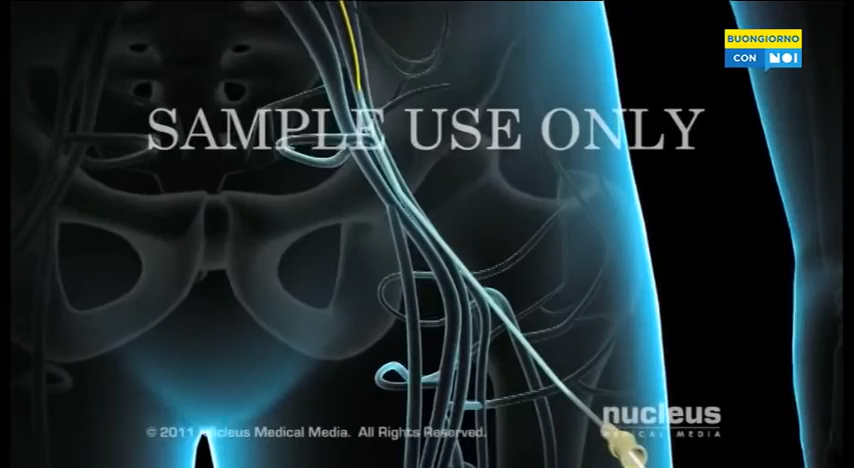 BUONGIORNO
CON NOI
SAMPLE USE ONLY
nucleus
MEDICAL MEDIA
© 2011 Nucleus Medical Media. All Rights Reserved.